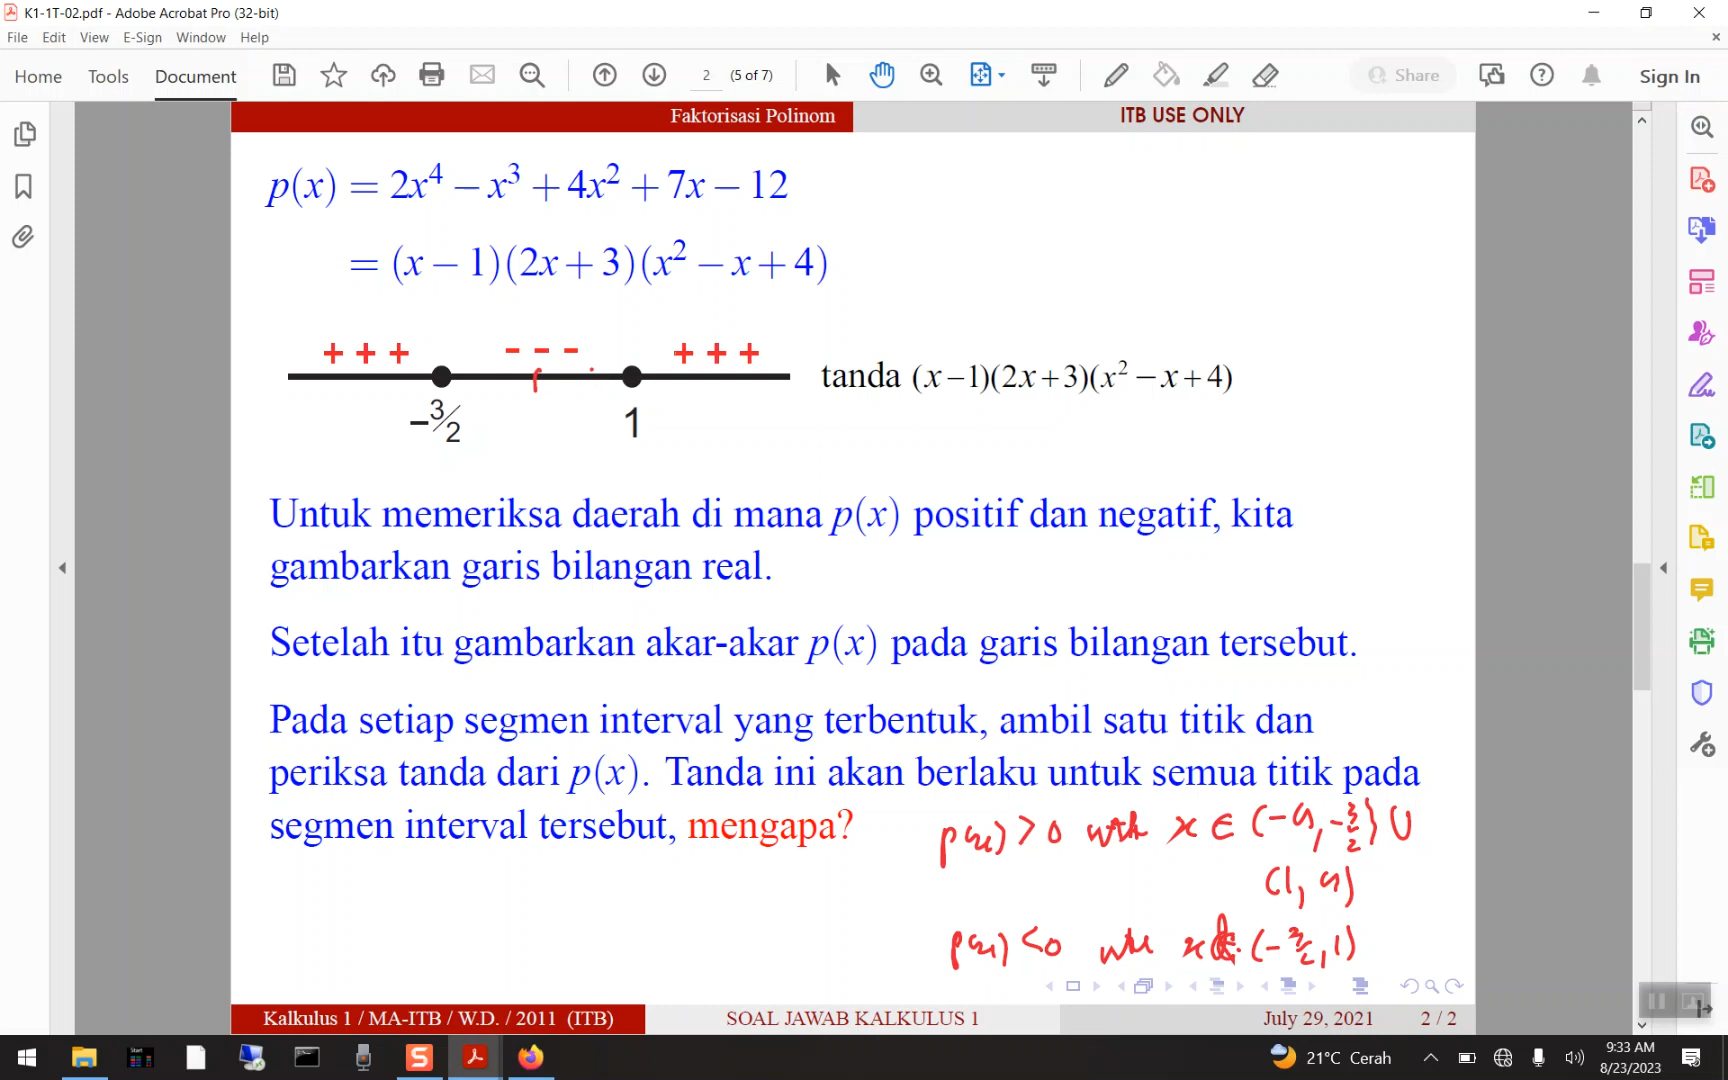 K1-1T-02.pdf - Adobe Acrobat Pro (32-bit)
File Edit View E-Sign Window Help
Home Tools Document 2 (5 of 7) Share Sign In
Faktorisasi Polinom ITB USE ONLY
p(x) = 2x⁴ − x³ + 4x² + 7x − 12
= (x − 1)(2x + 3)(x² − x + 4)
+ + + - - - + + +
tanda (x−1)(2x+3)(x² − x + 4)
−3/2 1
Untuk memeriksa daerah di mana p(x) positif dan negatif, kita
gambarkan garis bilangan real.
Setelah itu gambarkan akar-akar p(x) pada garis bilangan tersebut.
Pada setiap segmen interval yang terbentuk, ambil satu titik dan
periksa tanda dari p(x). Tanda ini akan berlaku untuk semua titik pada
segmen interval tersebut, mengapa?
p(x) > 0 x ∈ (-∞, -3/2) ∪
(1, ∞)
p(x) < 0 x (-3/2, 1)
Kalkulus 1 / MA-ITB / W.D. / 2011 (ITB) SOAL JAWAB KALKULUS 1 July 29, 2021 2 / 2
Start
21°C Cerah 9:33 AM
8/23/2023